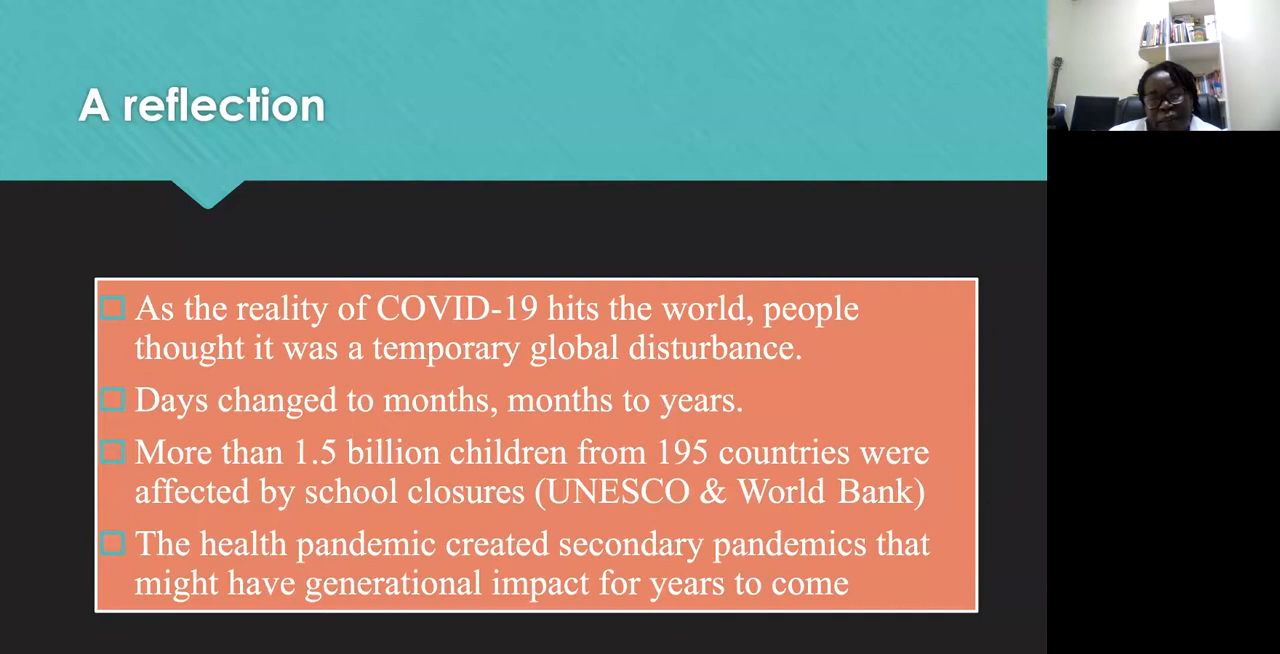 A reflection
As the reality of COVID-19 hits the world, people
thought it was a temporary global disturbance.
Days changed to months, months to years.
More than 1.5 billion children from 195 countries were
affected by school closures (UNESCO & World Bank)
The health pandemic created secondary pandemics that
might have generational impact for years to come